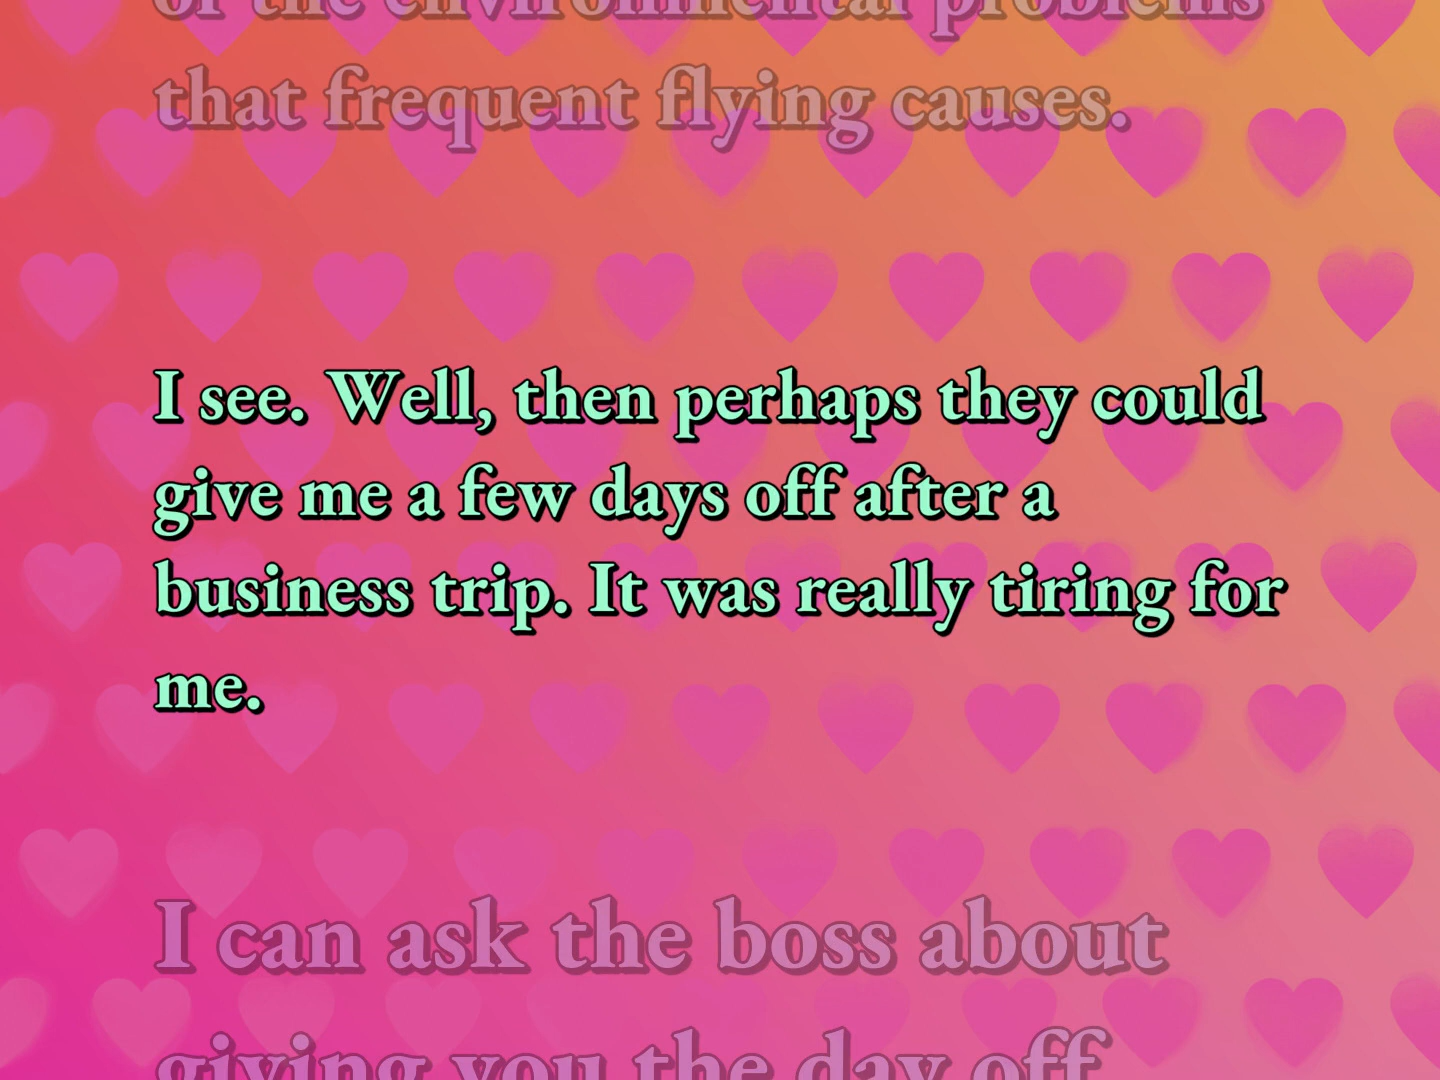 of the environmental problems
that frequent flying causes.
I see. Well, then perhaps they could
give me a few days off after a
business trip. It was really tiring for
me.
I can ask the boss about
giving you the day off